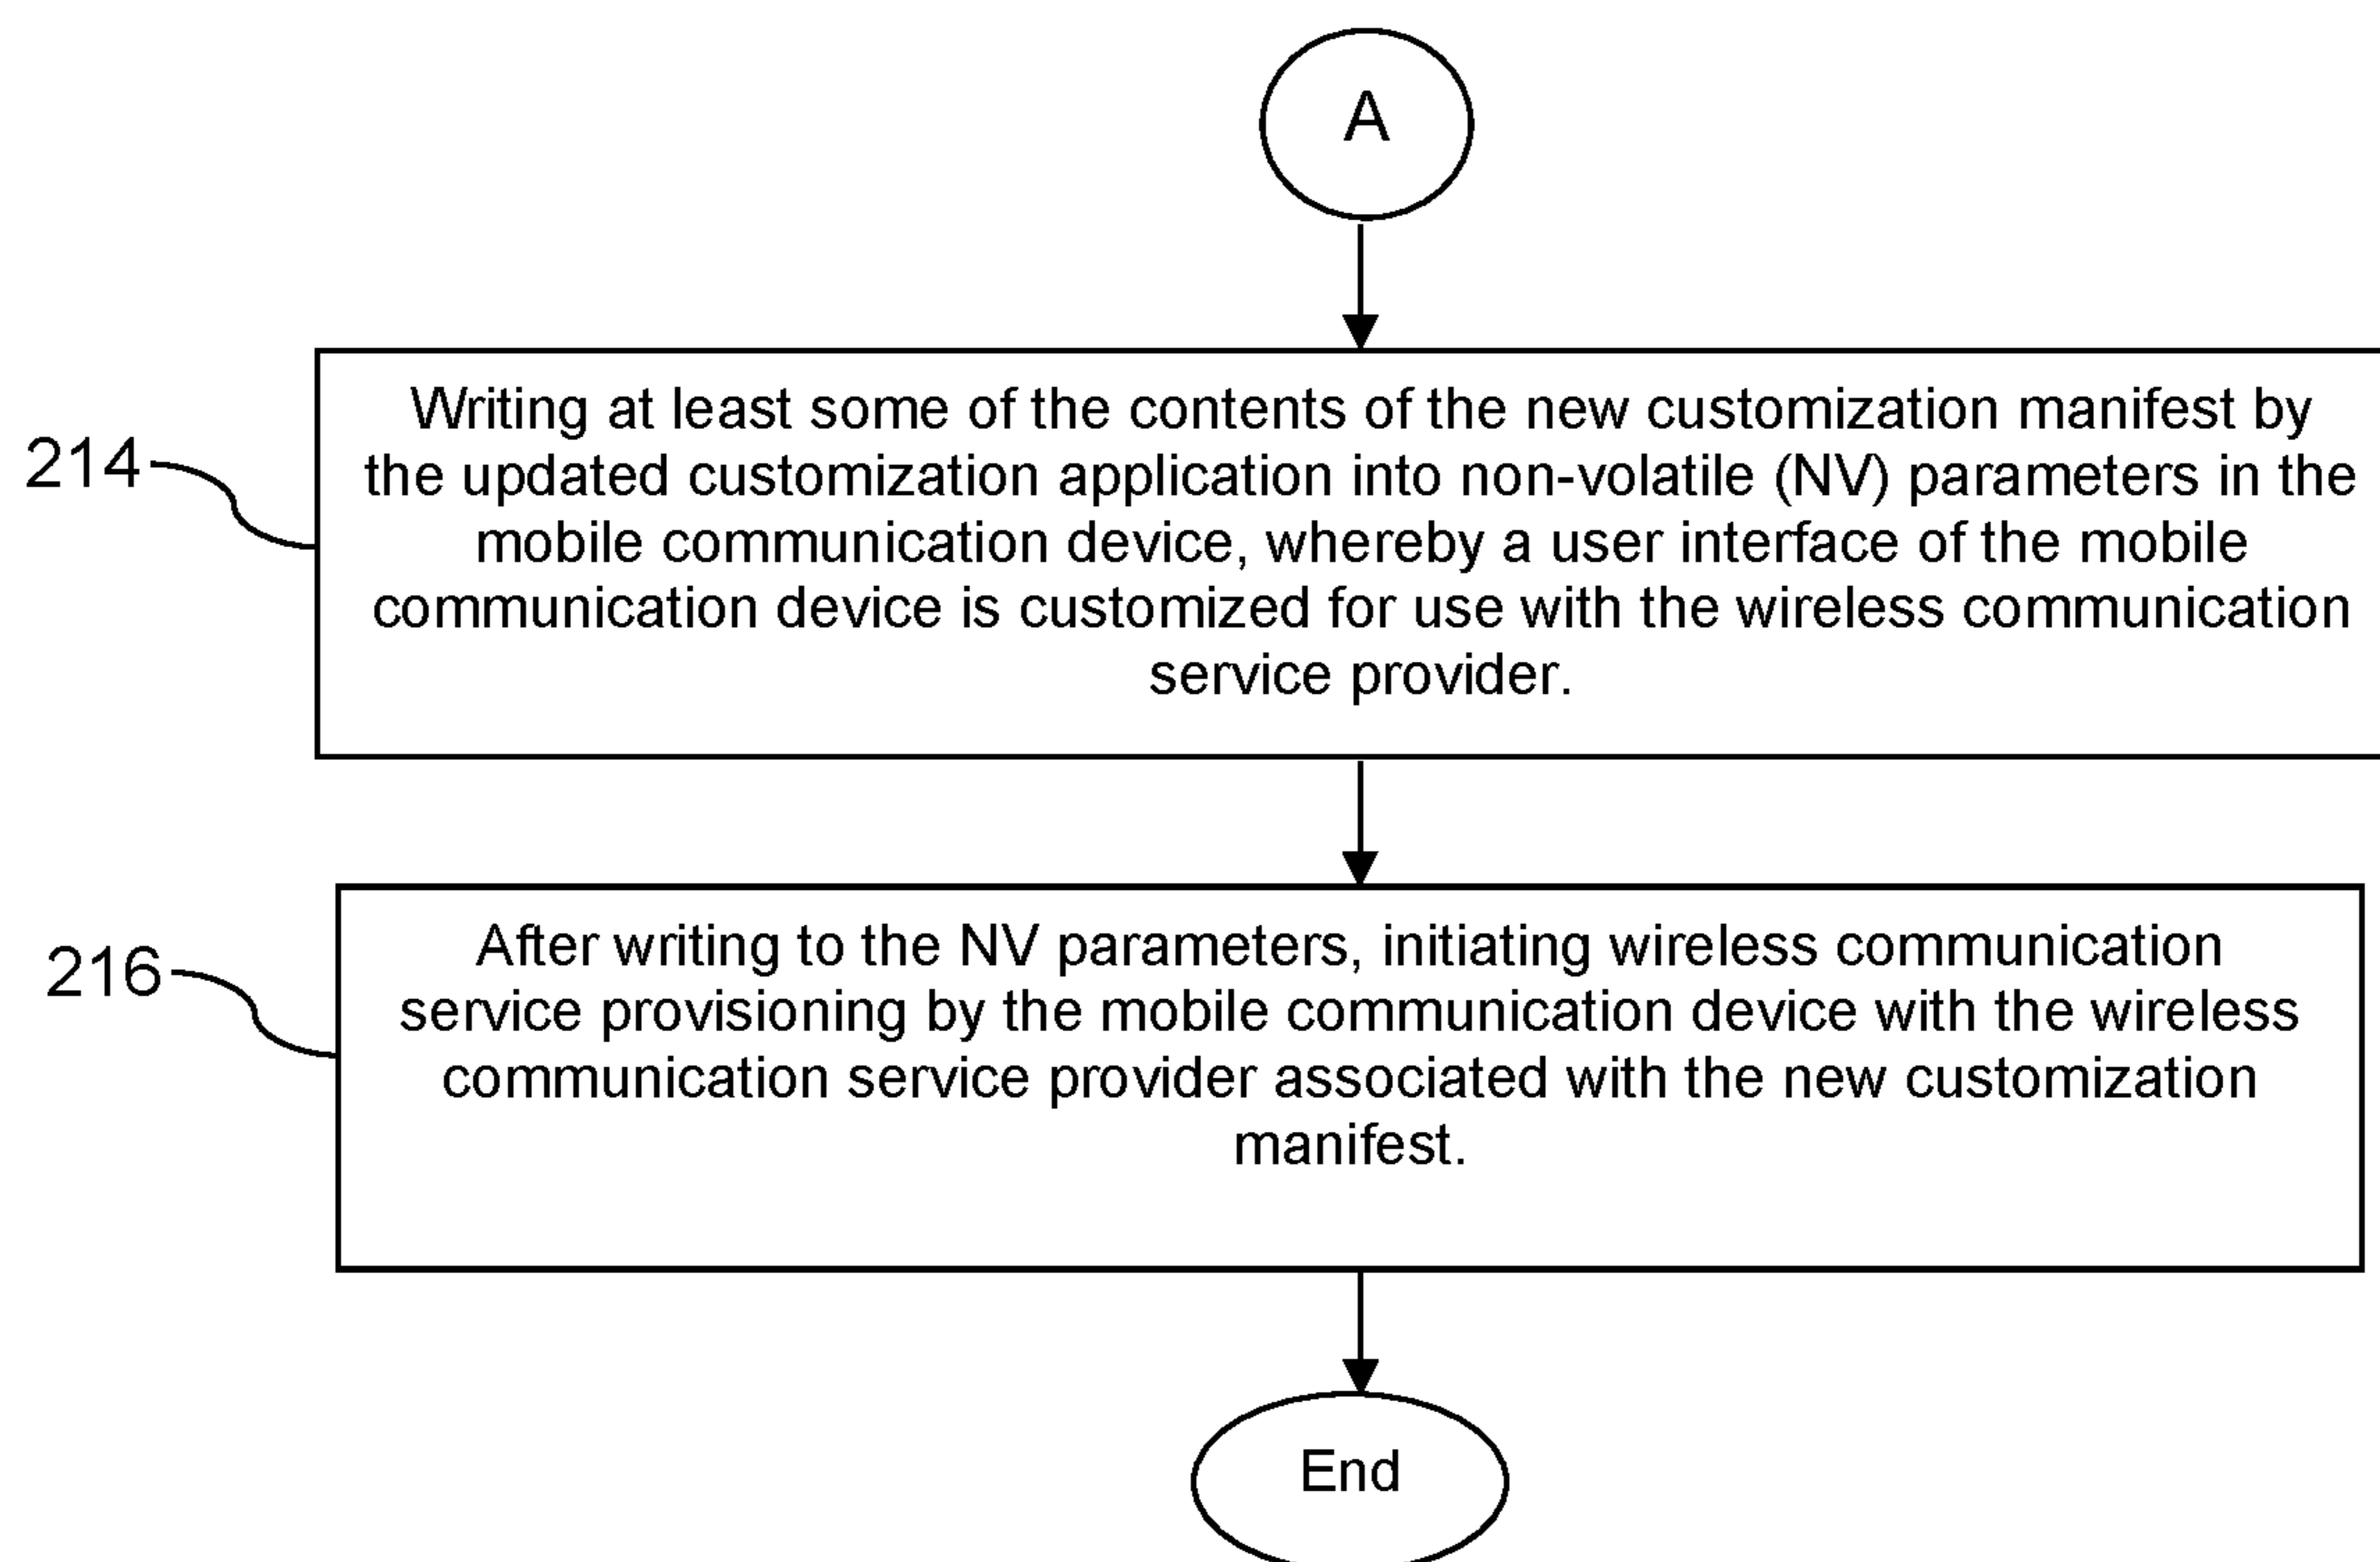 A
214
Writing at least some of the contents of the new customization manifest by
the updated customization application into non-volatile (NV) parameters in the
mobile communication device, whereby a user interface of the mobile
communication device is customized for use with the wireless communication
service provider.
216
After writing to the NV parameters, initiating wireless communication
service provisioning by the mobile communication device with the wireless
communication service provider associated with the new customization
manifest.
End